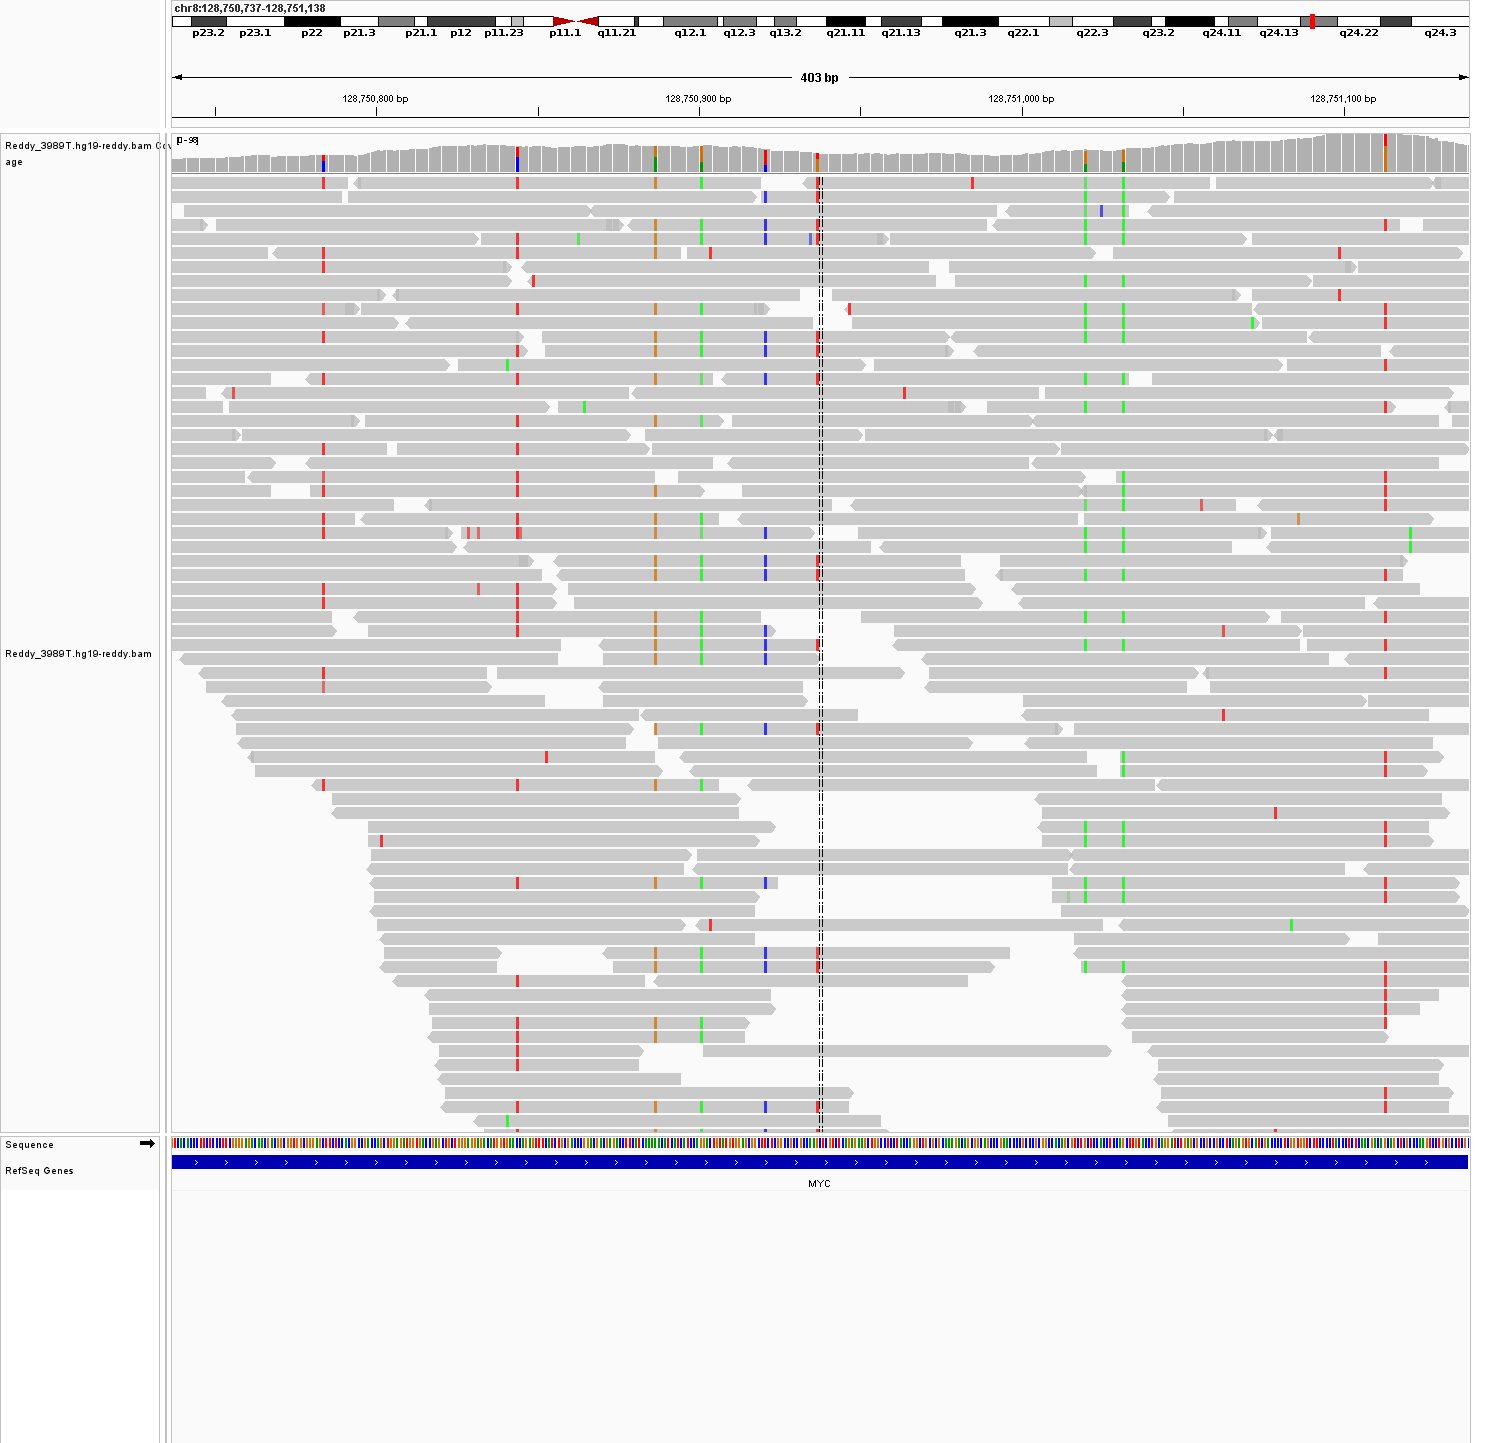 chr8:128,750,737-128,751,138
p23.2 p23.1 p22 p21.3 p21.1 p12 p11.23 p11.1 q11.21 q12.1 q12.3 q13.2 q21.11 q21.13 q21.3 q22.1 q22.3 q23.2 q24.11 q24.13 q24.22 q24.3
403 bp
128,750,800 bp 128,750,900 bp 128,751,000 bp 128,751,100 bp
Reddy_3989T.hg19-reddy.bam Cov
age
[0 - 98]
Reddy_3989T.hg19-reddy.bam
Sequence
RefSeq Genes
MYC